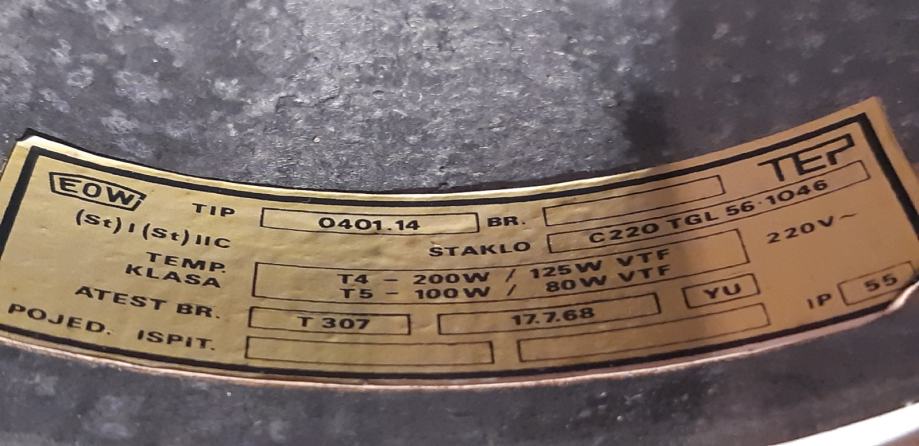 EOW TEP
TIP 0401.14 BR.
(St) I (St) IIC STAKLO C220 TGL 56-1046
TEMP. KLASA T4 - 200W / 125W VTF 220V~
T5 - 100W / 80W VTF
ATEST BR. T 307 17.7.68 YU IP 55
POJED. ISPIT.